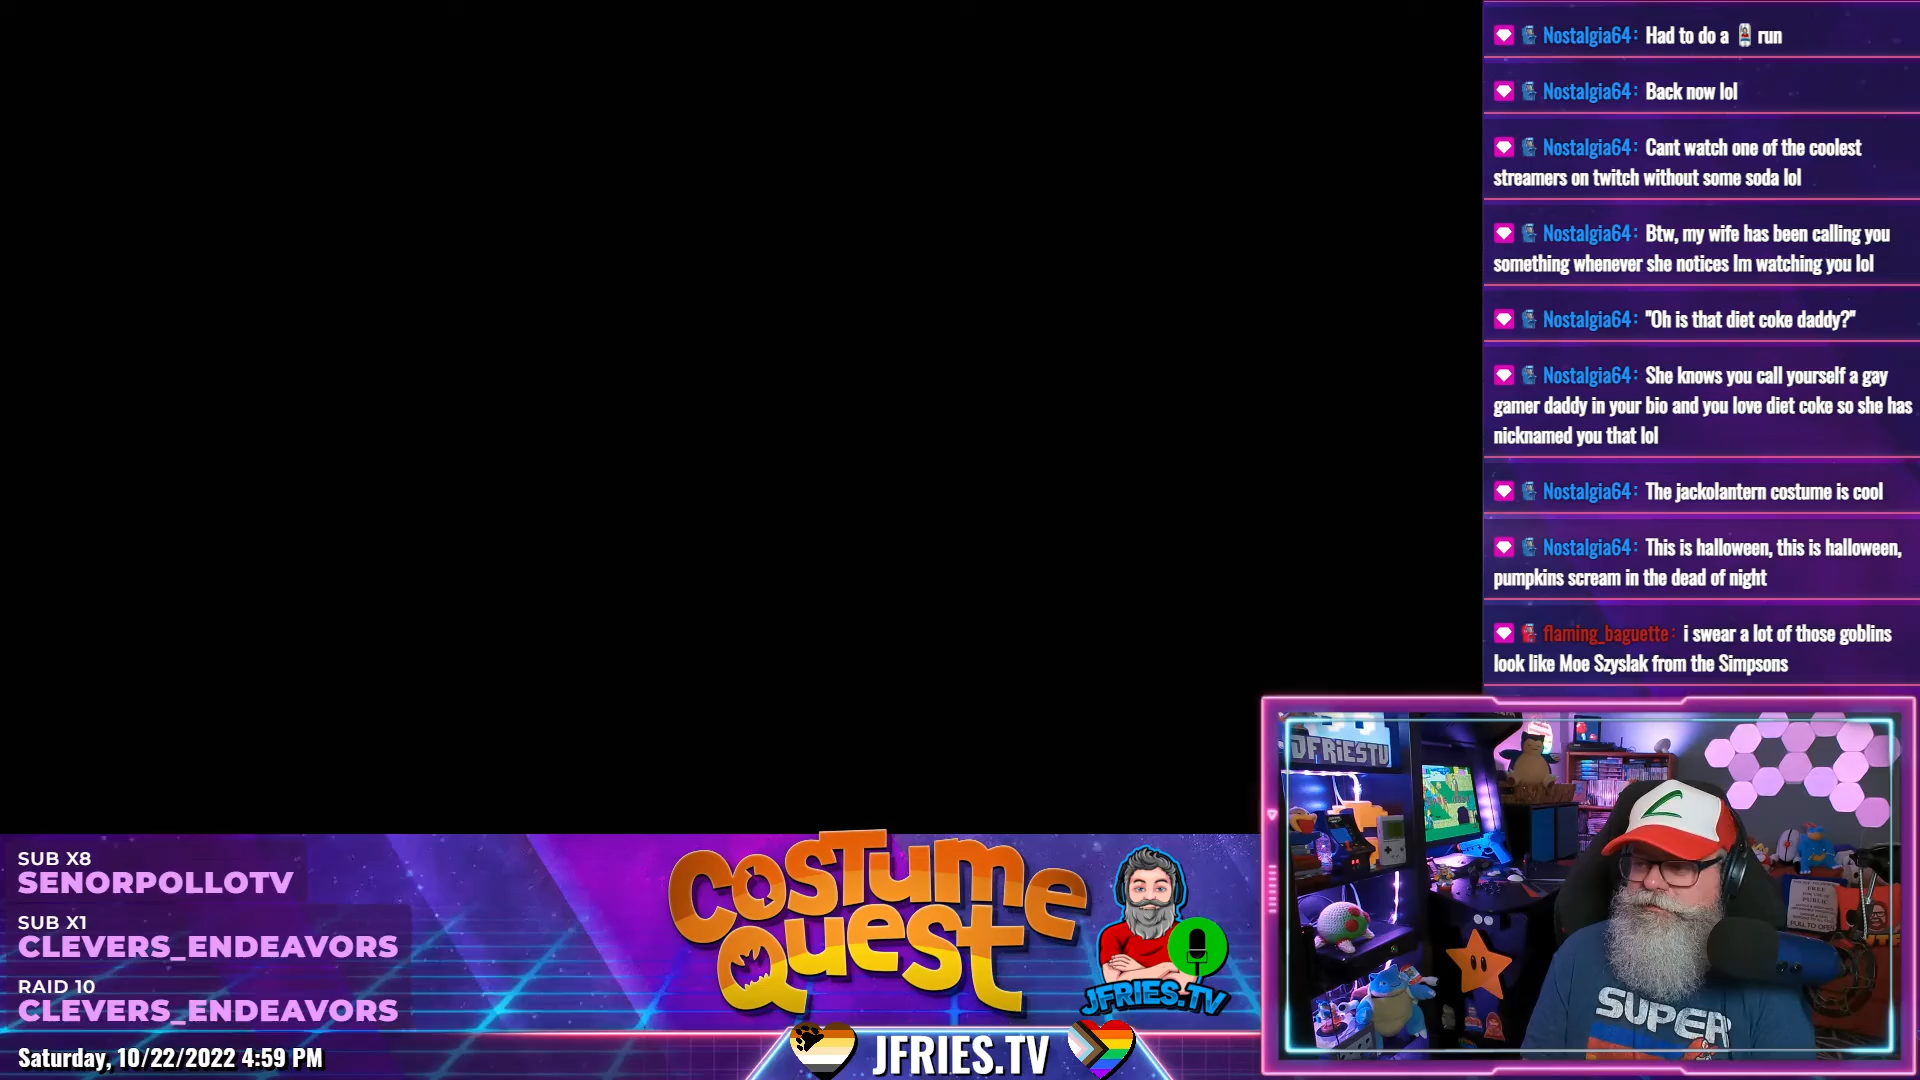 Nostalgia64: Had to do a run
Nostalgia64: Back now lol
Nostalgia64: Cant watch one of the coolest
streamers on twitch without some soda lol
Nostalgia64: Btw, my wife has been calling you
something whenever she notices Im watching you lol
Nostalgia64: "Oh is that diet coke daddy?"
Nostalgia64: She knows you call yourself a gay
gamer daddy in your bio and you love diet coke so she has
nicknamed you that lol
Nostalgia64: The jackolantern costume is cool
Nostalgia64: This is halloween, this is halloween,
pumpkins scream in the dead of night
flaming_baguette: i swear a lot of those goblins
look like Moe Szyslak from the Simpsons
SUB X8
SENORPOLLOTV
SUB X1
CLEVERS_ENDEAVORS
RAID 10
CLEVERS_ENDEAVORS
Saturday, 10/22/2022 4:59 PM
COSTUME
QUEST
JFRIES.TV
JFRIES.TV
JFRIESTV
SUPER